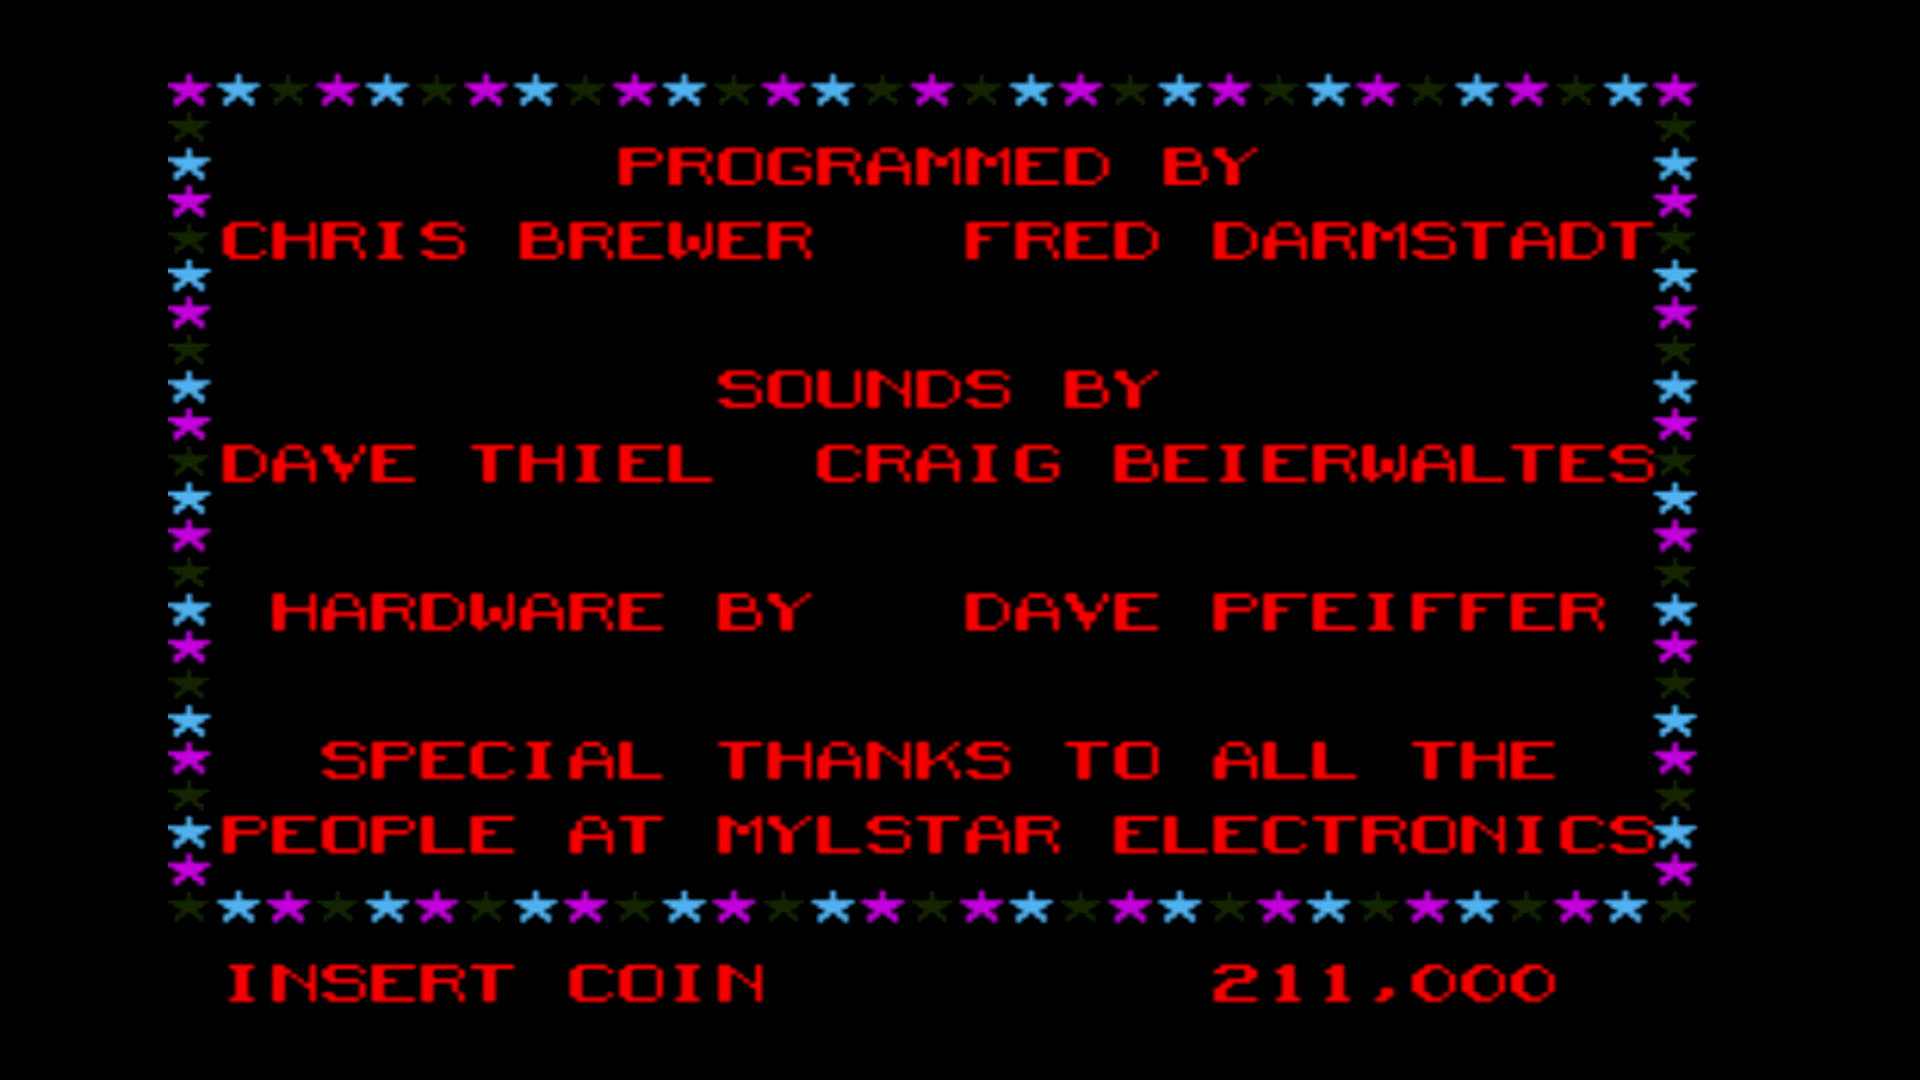 PROGRAMMED BY
CHRIS BREWER FRED DARMSTADT
SOUNDS BY
DAVE THIEL CRAIG BEIERWALTES
HARDWARE BY DAVE PFEIFFER
SPECIAL THANKS TO ALL THE
PEOPLE AT MYLSTAR ELECTRONICS
INSERT COIN 211,000